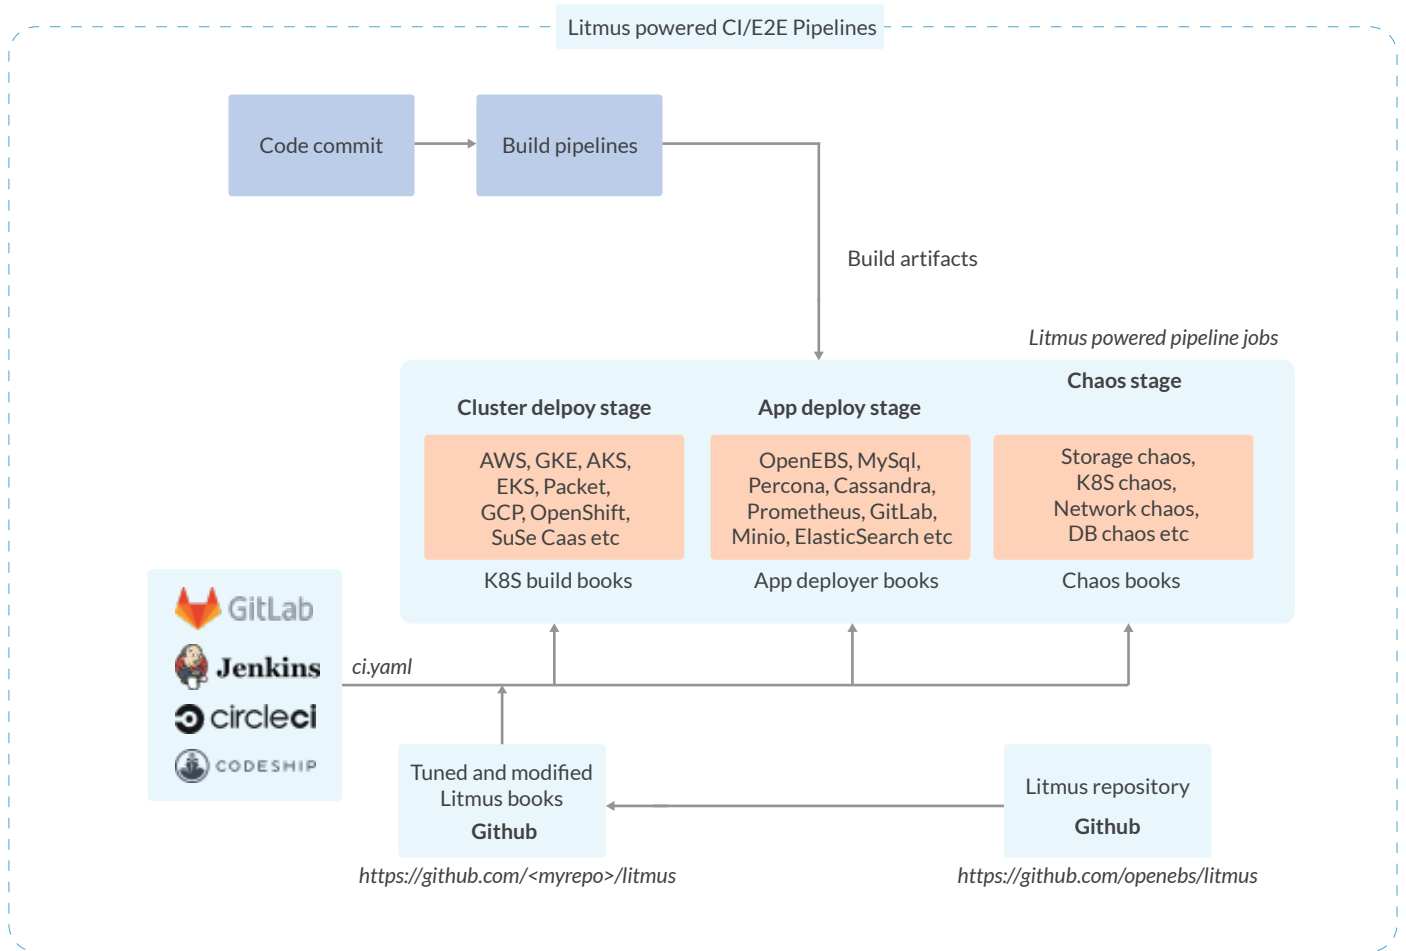 Litmus powered CI/E2E Pipelines
Code commit
Build pipelines
Build artifacts
Litmus powered pipeline jobs
Cluster delpoy stage
AWS, GKE, AKS,
EKS, Packet,
GCP, OpenShift,
SuSe Caas etc
K8S build books
App deploy stage
OpenEBS, MySql,
Percona, Cassandra,
Prometheus, GitLab,
Minio, ElasticSearch etc
App deployer books
Chaos stage
Storage chaos,
K8S chaos,
Network chaos,
DB chaos etc
Chaos books
GitLab
Jenkins
circleci
CODESHIP
ci.yaml
Tuned and modified
Litmus books
Github
https://github.com/<myrepo>/litmus
Litmus repository
Github
https://github.com/openebs/litmus